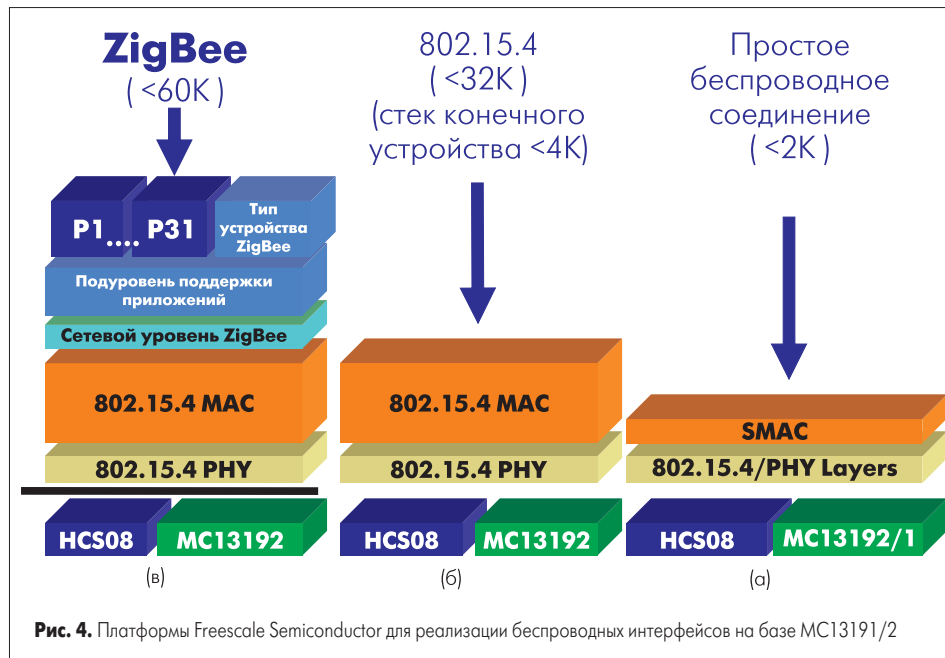 ZigBee
( <60K )
802.15.4
( <32K )
(стек конечного
устройства <4K)
Простое
беспроводное
соединение
( <2K )
P1.... P31
Тип
устройства
ZigBee
Подуровень поддержки
приложений
Сетевой уровень ZigBee
802.15.4 MAC
802.15.4 PHY
HCS08
MC13192
(в)
802.15.4 MAC
802.15.4 PHY
HCS08
MC13192
(б)
SMAC
802.15.4/PHY Layers
HCS08
MC13192/1
(а)
Рис. 4. Платформы Freescale Semiconductor для реализации беспроводных интерфейсов на базе MC13191/2